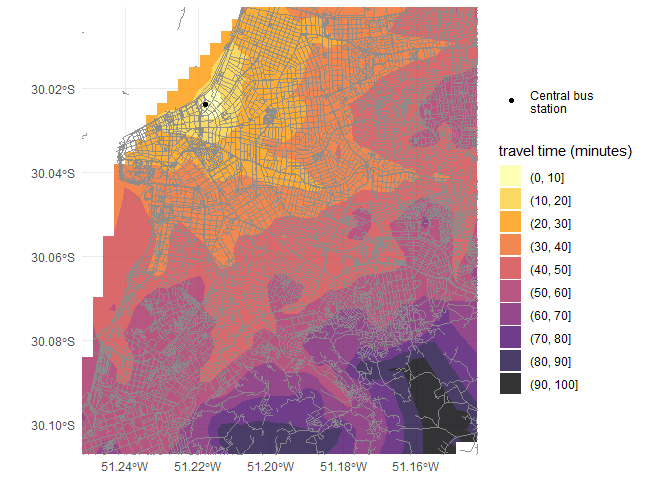 30.02°S
30.04°S
30.06°S
30.08°S
30.10°S
51.24°W
51.22°W
51.20°W
51.18°W
51.16°W
Central bus
station
travel time (minutes)
(0, 10]
(10, 20]
(20, 30]
(30, 40]
(40, 50]
(50, 60]
(60, 70]
(70, 80]
(80, 90]
(90, 100]